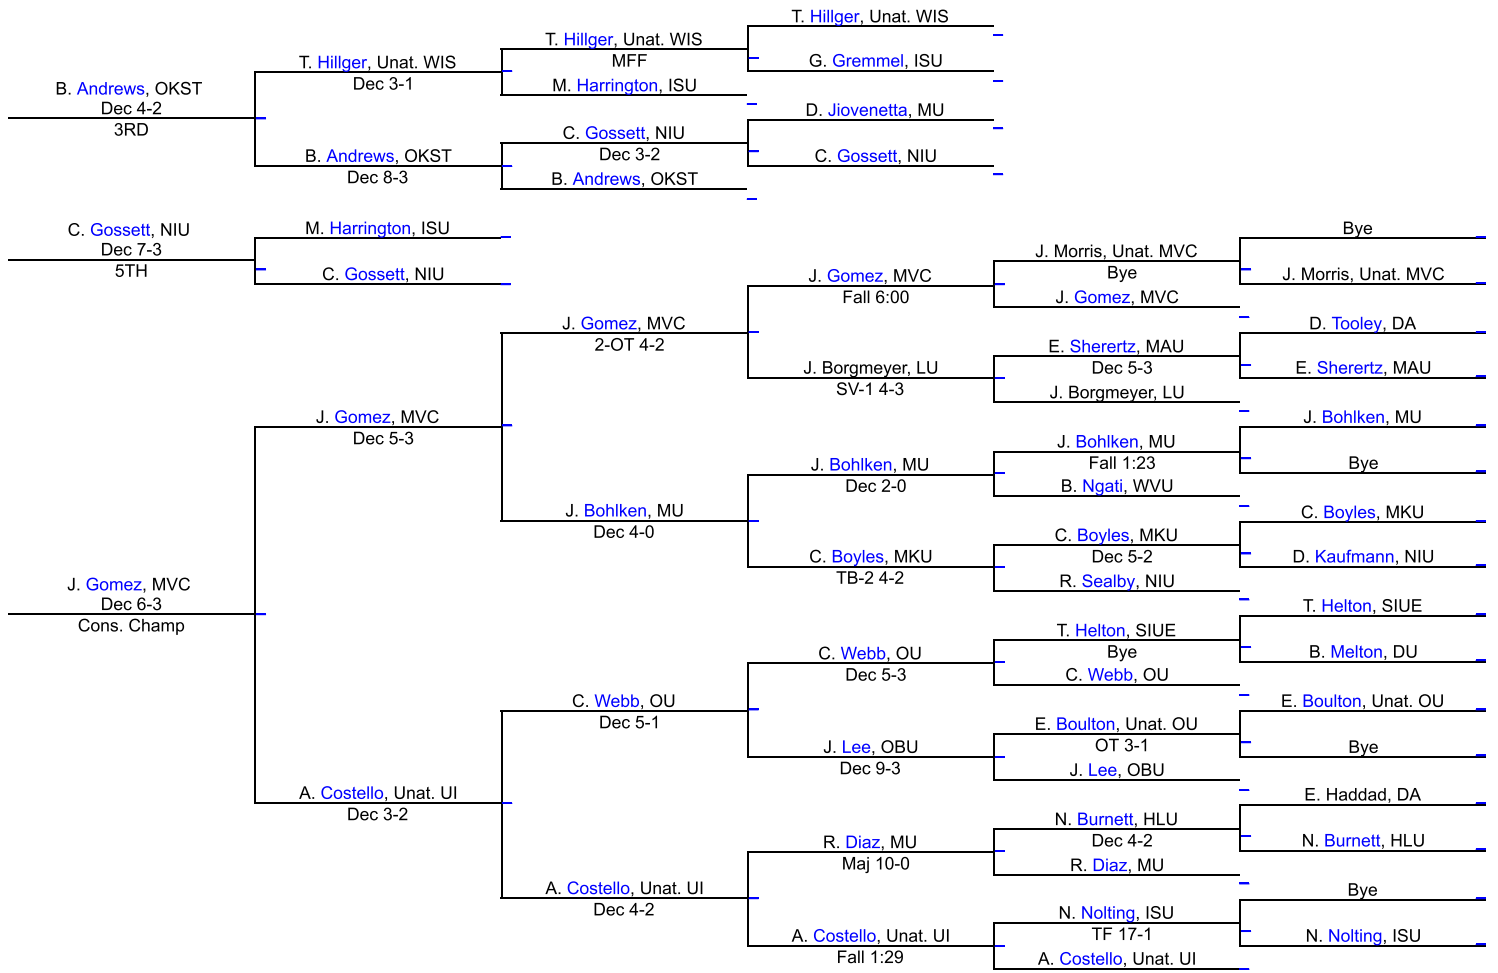 T. Hillger, Unat. WIS
T. Hillger, Unat. WIS
MFF
T. Hillger, Unat. WIS
Dec 3-1
G. Gremmel, ISU
M. Harrington, ISU
B. Andrews, OKST
Dec 4-2
3RD
D. Jiovenetta, MU
C. Gossett, NIU
Dec 3-2
B. Andrews, OKST
Dec 8-3
C. Gossett, NIU
B. Andrews, OKST
C. Gossett, NIU
Dec 7-3
5TH
M. Harrington, ISU
C. Gossett, NIU
Bye
J. Morris, Unat. MVC
Bye
J. Morris, Unat. MVC
J. Gomez, MVC
Fall 6:00
J. Gomez, MVC
J. Gomez, MVC
2-OT 4-2
D. Tooley, DA
E. Sherertz, MAU
Dec 5-3
E. Sherertz, MAU
J. Borgmeyer, LU
SV-1 4-3
J. Borgmeyer, LU
J. Gomez, MVC
Dec 5-3
J. Bohlken, MU
J. Bohlken, MU
Fall 1:23
Bye
J. Bohlken, MU
Dec 2-0
B. Ngati, WVU
J. Bohlken, MU
Dec 4-0
C. Boyles, MKU
C. Boyles, MKU
Dec 5-2
D. Kaufmann, NIU
C. Boyles, MKU
TB-2 4-2
R. Sealby, NIU
J. Gomez, MVC
Dec 6-3
Cons. Champ
T. Helton, SIUE
T. Helton, SIUE
Bye
B. Melton, DU
C. Webb, OU
Dec 5-3
C. Webb, OU
C. Webb, OU
Dec 5-1
E. Boulton, Unat. OU
E. Boulton, Unat. OU
OT 3-1
Bye
J. Lee, OBU
Dec 9-3
J. Lee, OBU
A. Costello, Unat. UI
Dec 3-2
E. Haddad, DA
N. Burnett, HLU
Dec 4-2
N. Burnett, HLU
R. Diaz, MU
Maj 10-0
R. Diaz, MU
A. Costello, Unat. UI
Dec 4-2
Bye
N. Nolting, ISU
TF 17-1
N. Nolting, ISU
A. Costello, Unat. UI
Fall 1:29
A. Costello, Unat. UI